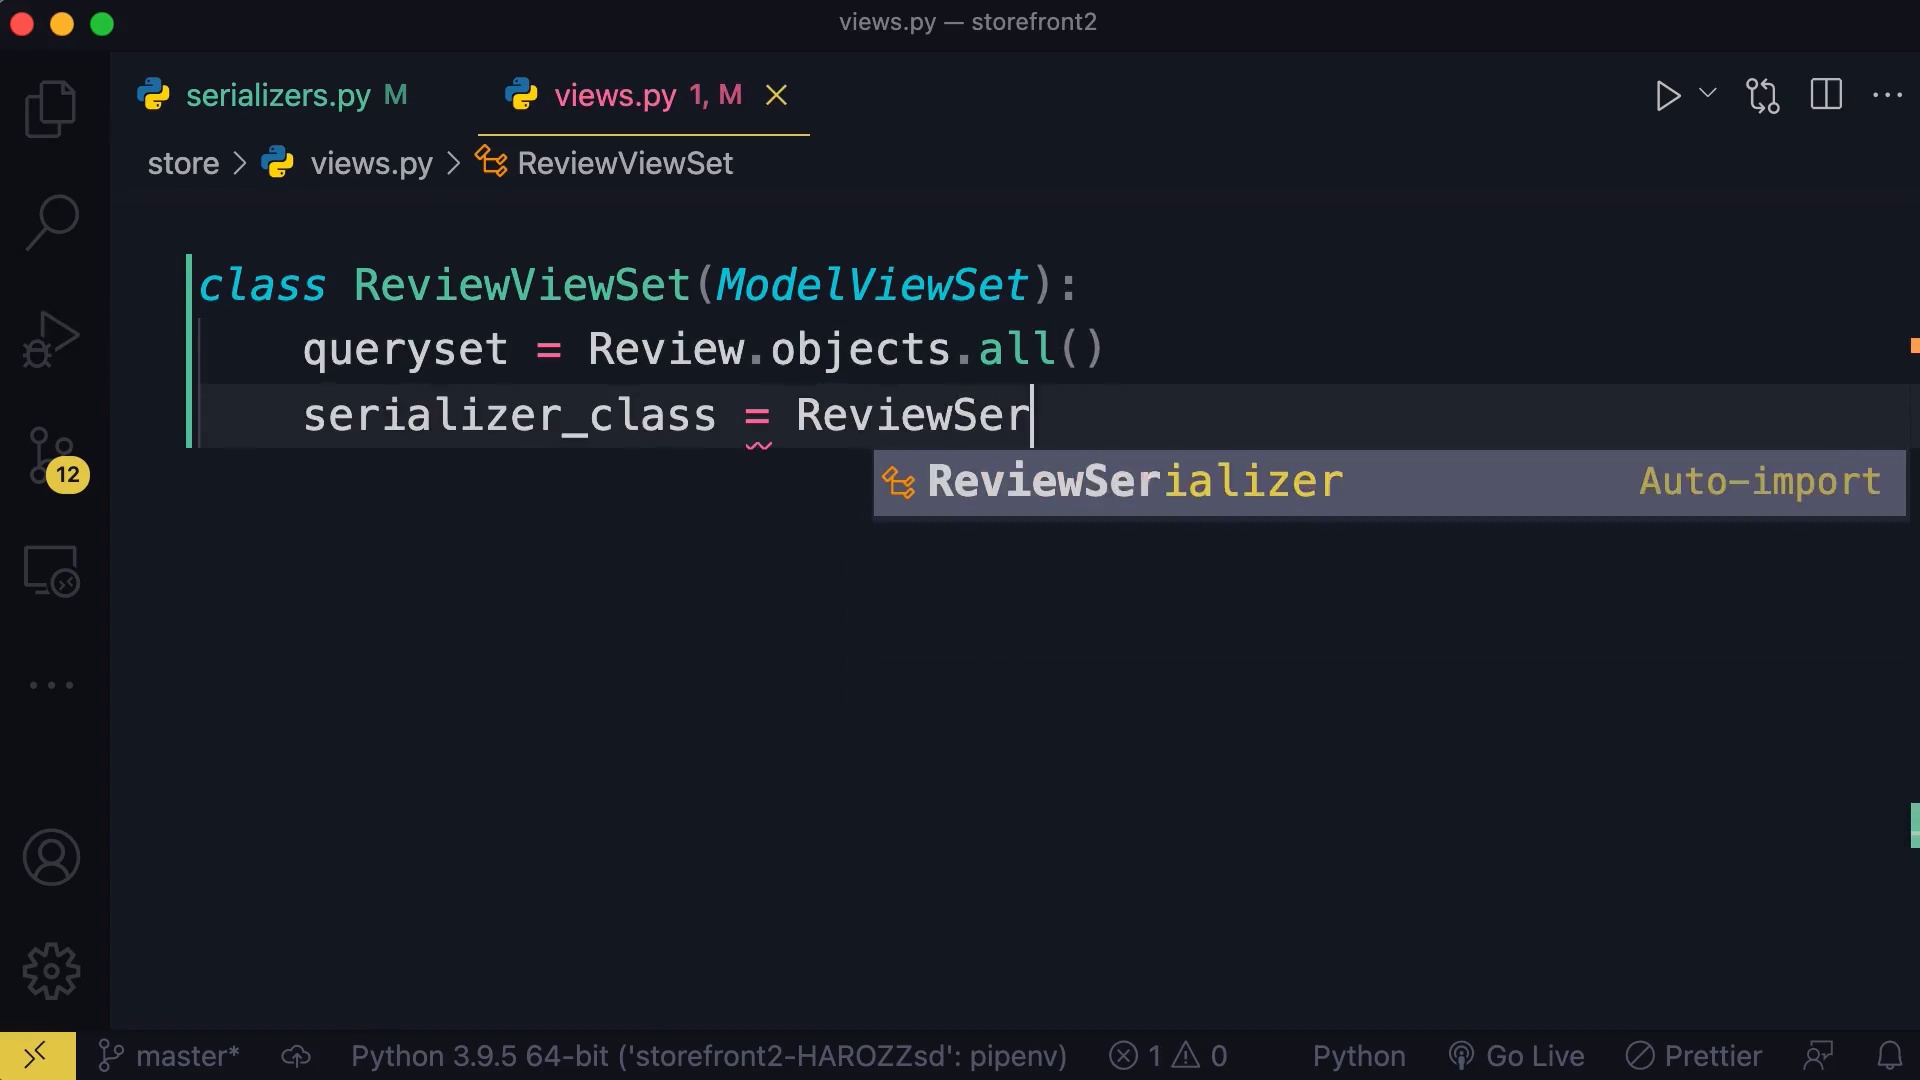 views.py — storefront2
serializers.py M views.py 1, M
store > views.py > ReviewViewSet
class ReviewViewSet(ModelViewSet):
queryset = Review.objects.all()
serializer_class = ReviewSer
ReviewSerializer Auto-import
12
master* Python 3.9.5 64-bit ('storefront2-HAROZZsd': pipenv) 1 0 Python Go Live Prettier